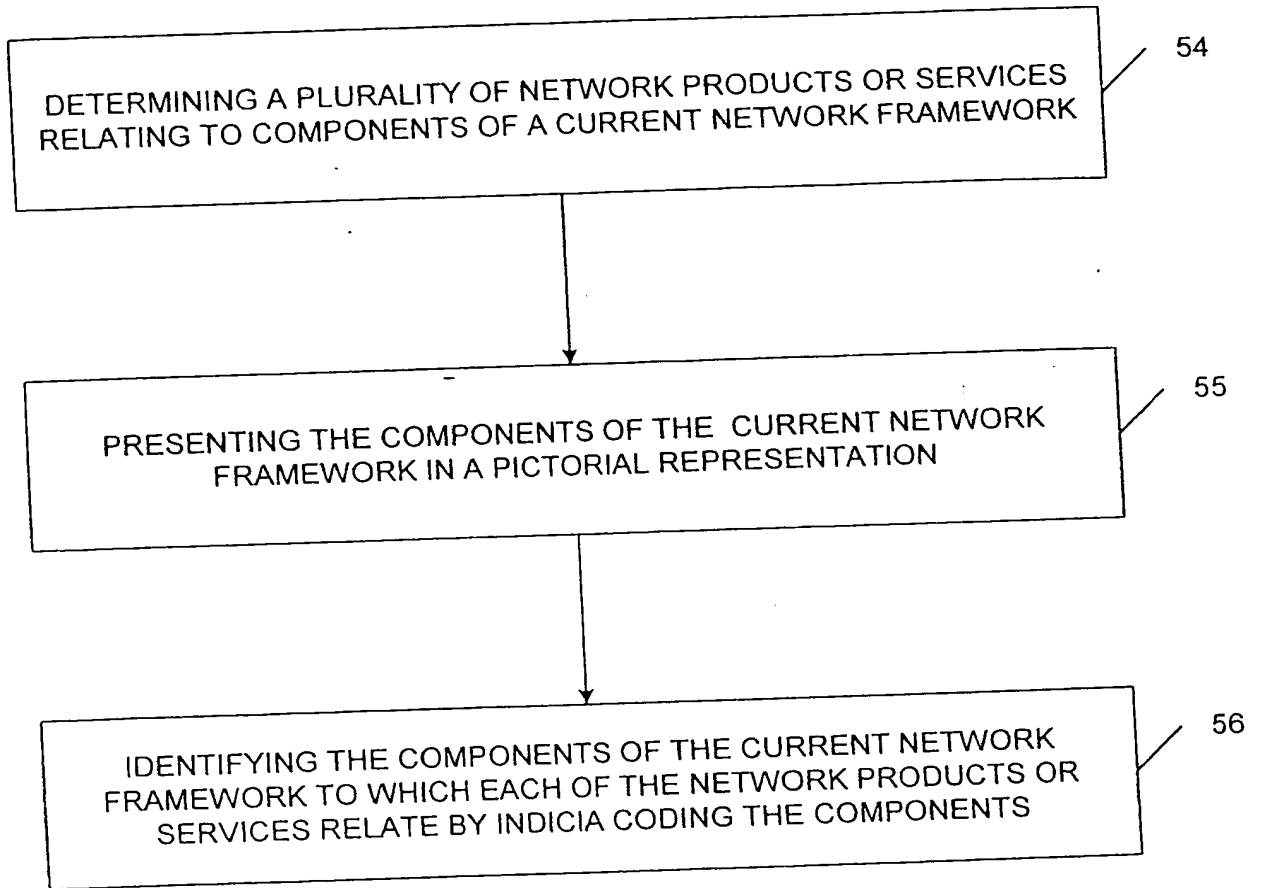 54
DETERMINING A PLURALITY OF NETWORK PRODUCTS OR SERVICES
RELATING TO COMPONENTS OF A CURRENT NETWORK FRAMEWORK
55
PRESENTING THE COMPONENTS OF THE CURRENT NETWORK
FRAMEWORK IN A PICTORIAL REPRESENTATION
56
IDENTIFYING THE COMPONENTS OF THE CURRENT NETWORK
FRAMEWORK TO WHICH EACH OF THE NETWORK PRODUCTS OR
SERVICES RELATE BY INDICIA CODING THE COMPONENTS